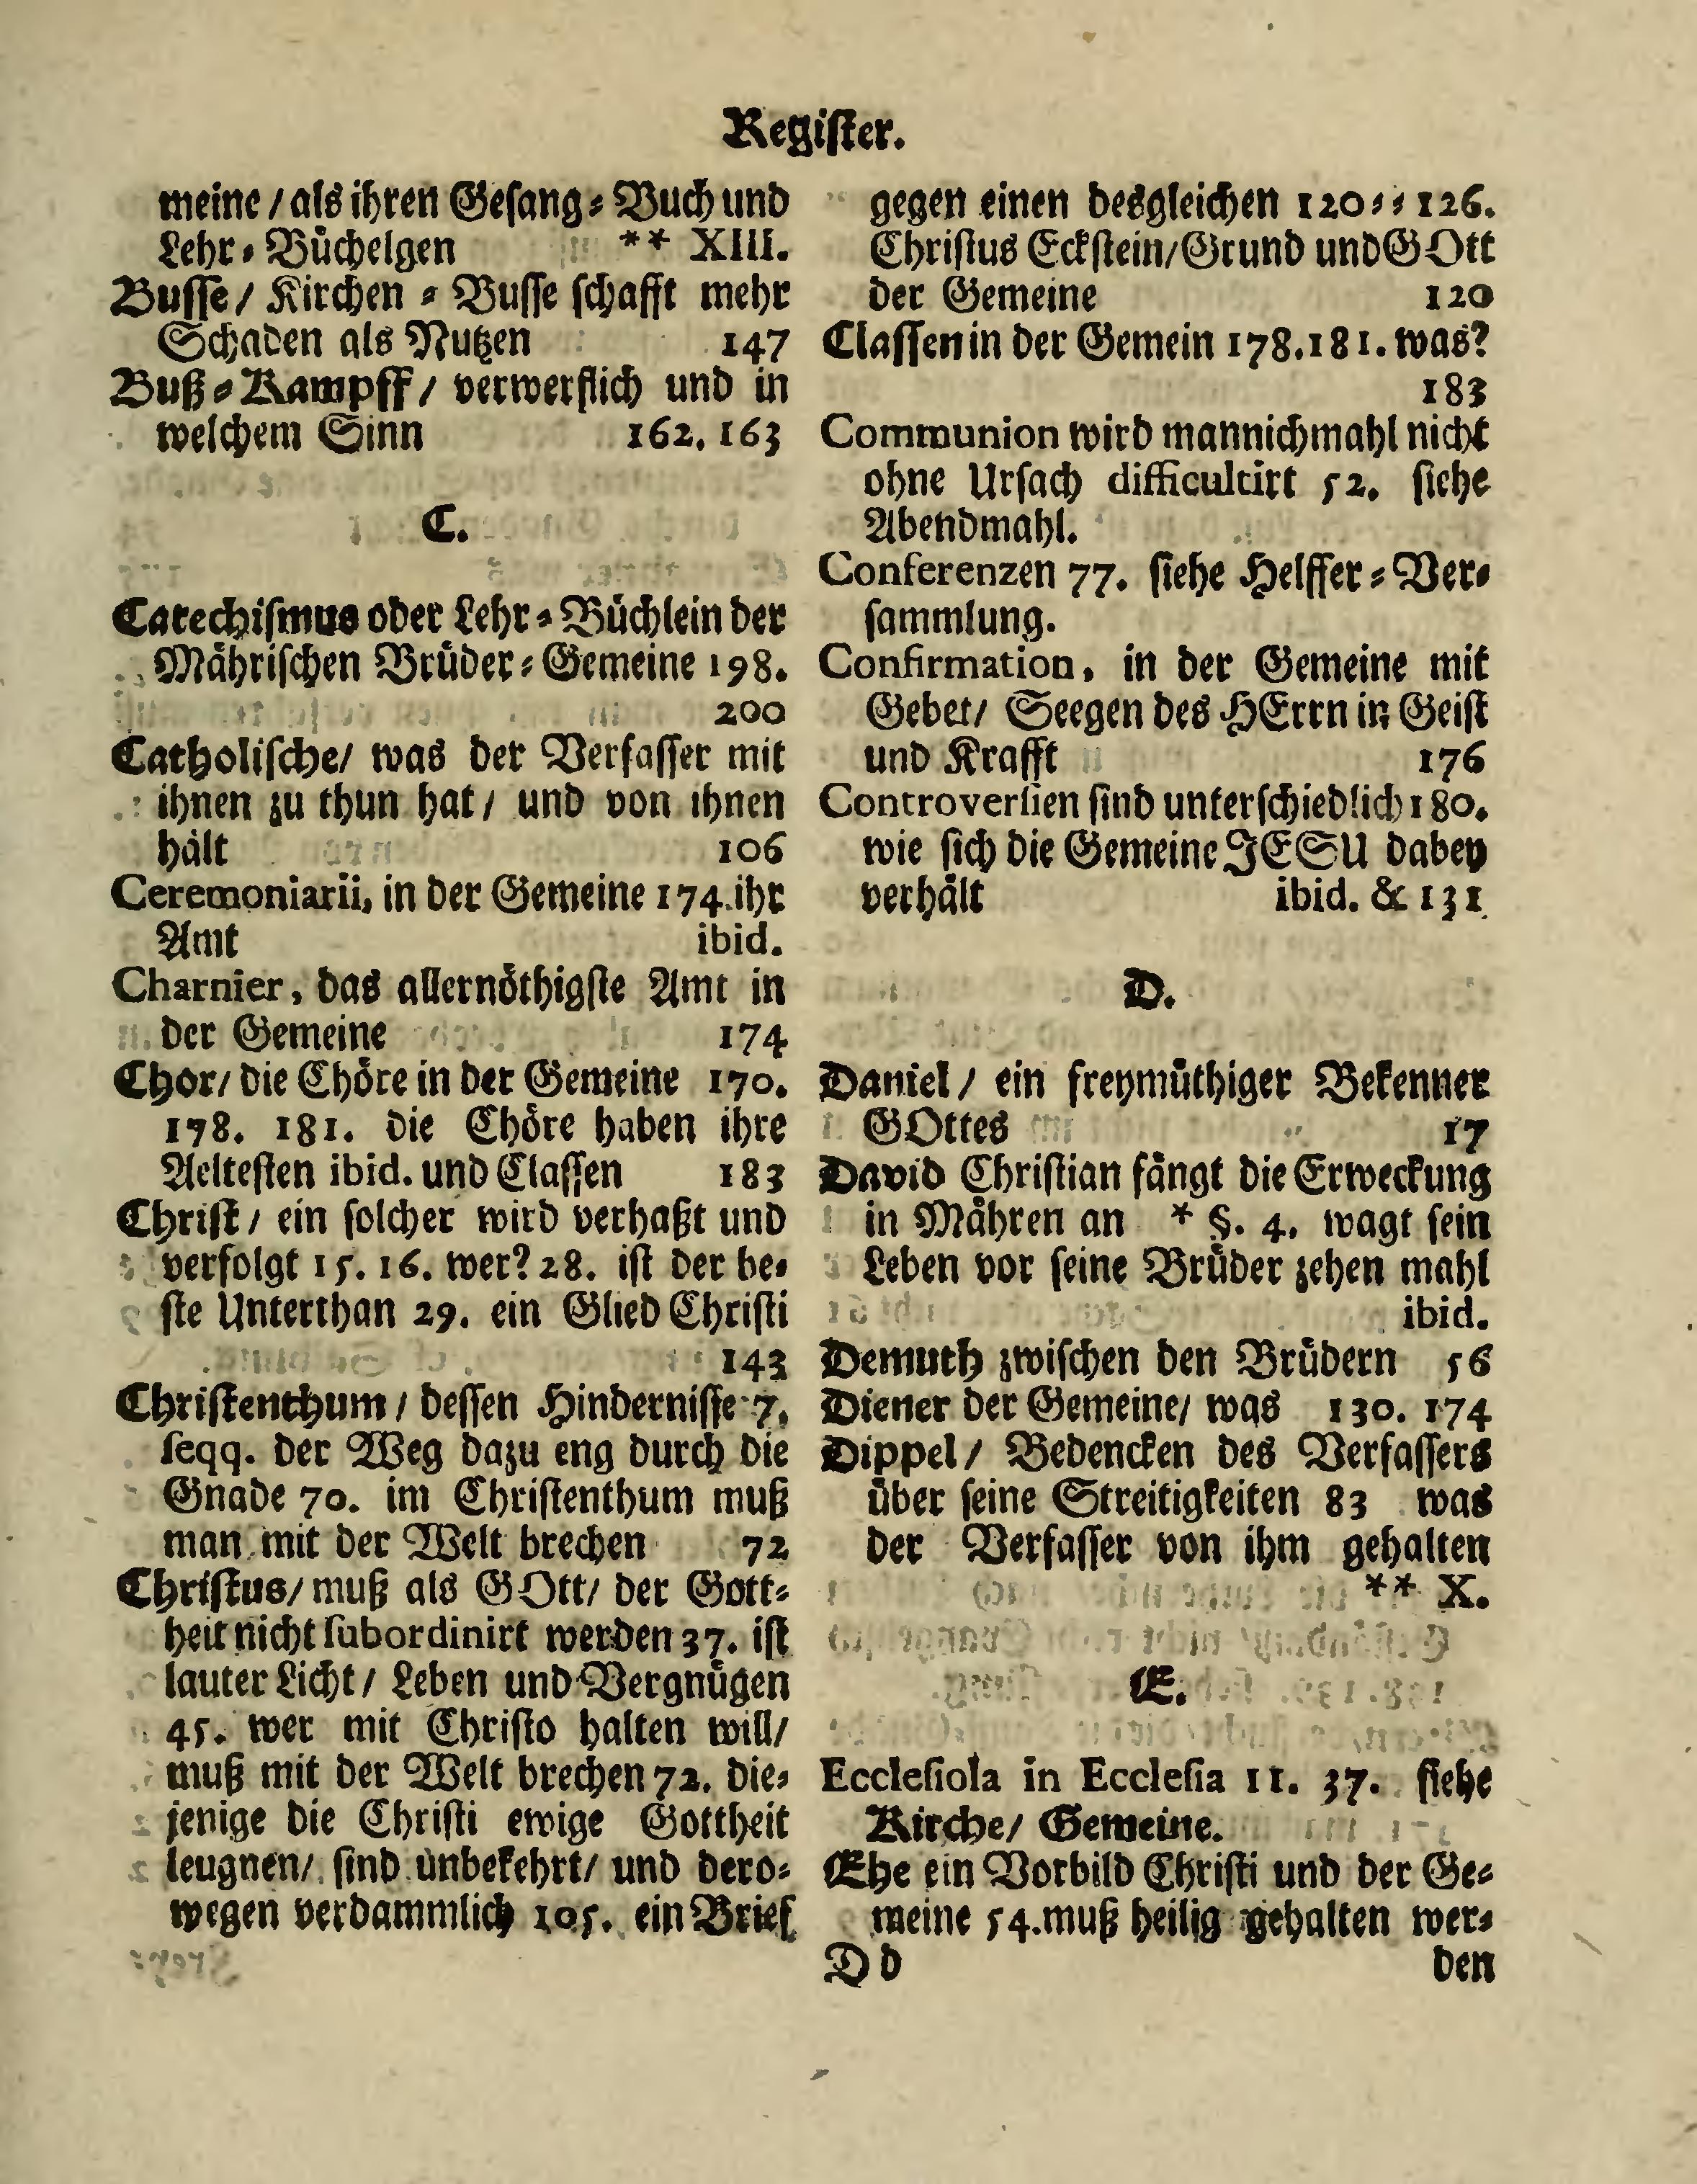 Regiſter.
meine / als ihren Geſang⸗Buch und
Lehr⸗Büchelgen ** XIII.
Buſſe / Kirchen⸗Buſſe ſchafft mehr
Schaden als Nutzen 147
Buß⸗Kampff / verwerflich und in
welchem Sinn 162. 163
C.
Catechiſmus oder Lehr⸗Büchlein der
Mähriſchen Brüder⸗Gemeine 198.
200
Catholiſche / was der Verfaſſer mit
ihnen zu thun hat / und von ihnen
hält 106
Ceremoniarii, in der Gemeine 174. ihr
Amt ibid.
Charnier, das allernöthigſte Amt in
der Gemeine 174
Chor / die Chöre in der Gemeine 170.
178. 181. die Chöre haben ihre
Aelteſten ibid. und Claſſen 183
Chriſt / ein ſolcher wird verhaßt und
verfolgt 15. 16. wer? 28. iſt der be⸗
ſte Unterthan 29. ein Glied Chriſti
143
Chriſtenthum / deſſen Hinderniſſe 7.
ſeqq. der Weg dazu eng durch die
Gnade 70. im Chriſtenthum muß
man mit der Welt brechen 72
Chriſtus / muß als GOtt / der Gott⸗
heit nicht ſubordinirt werden 37. iſt
lauter Licht / Leben und Vergnügen
45. wer mit Chriſto halten will /
muß mit der Welt brechen 72. die⸗
jenige die Chriſti ewige Gottheit
leugnen / ſind unbekehrt / und dero⸗
wegen verdammlich 105. ein Brief
gegen einen desgleichen 120⸗⸗126.
Chriſtus Eckſtein / Grund und GOtt
der Gemeine 120
Claſſen in der Gemein 178. 181. was?
183
Communion wird mannichmahl nicht
ohne Urſach difficultirt 52. ſiehe
Abendmahl.
Conferenzen 77. ſiehe Helffer⸗Ver⸗
ſammlung.
Confirmation, in der Gemeine mit
Gebet / Seegen des HErrn in Geiſt
und Krafft 176
Controverſien ſind unterſchiedlich 180.
wie ſich die Gemeine JESU dabey
verhält ibid. & 131
D.
Daniel / ein freymüthiger Bekenner
GOttes 17
David Chriſtian fängt die Erweckung
in Mähren an * §. 4. wagt ſein
Leben vor ſeine Brüder zehen mahl
ibid.
Demuth zwiſchen den Brüdern 56
Diener der Gemeine / was 130. 174
Dippel / Bedencken des Verfaſſers
über ſeine Streitigkeiten 83 was
der Verfaſſer von ihm gehalten
** X.
E.
Eccleſiola in Eccleſia 11. 37. ſiehe
Kirche / Gemeine.
Ehe ein Vorbild Chriſti und der Ge⸗
meine 54. muß heilig gehalten wer⸗
D d den